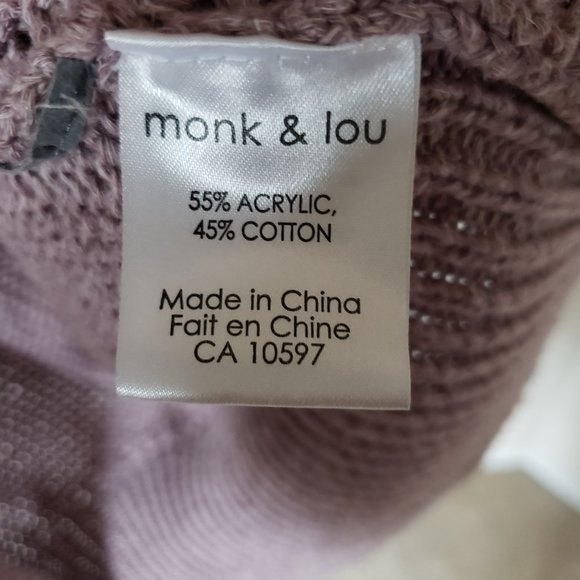 monk & lou
55% ACRYLIC,
45% COTTON
Made in China
Fait en Chine
CA 10597